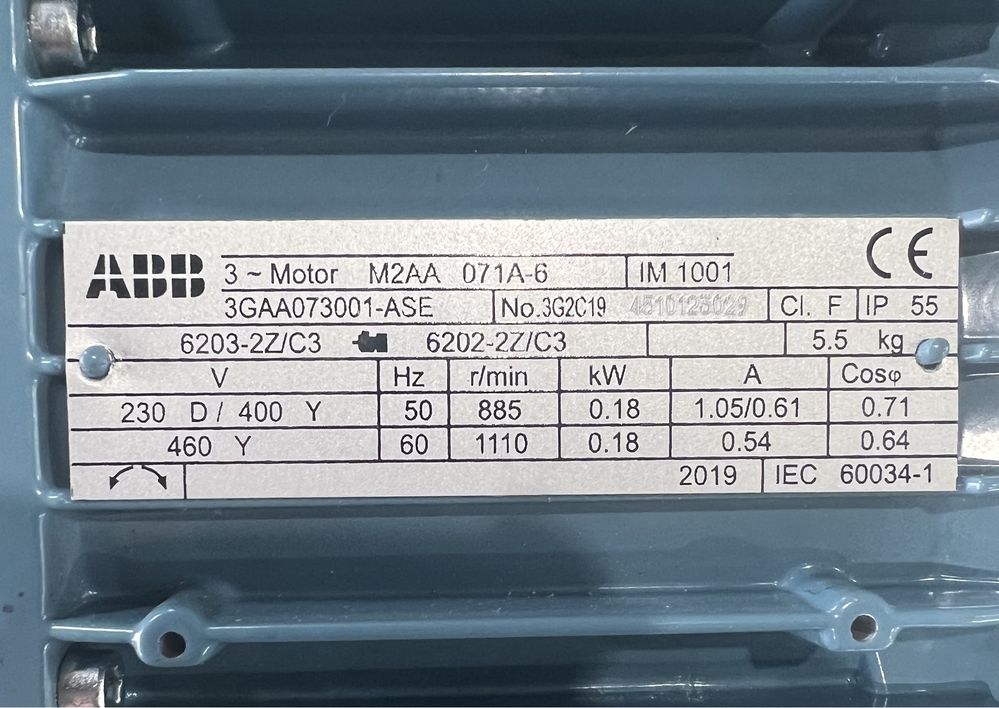 ABB 3 ~ Motor M2AA 071A-6 IM 1001 CE
3GAA073001-ASE No.3G2C19 4510125029 Cl. F IP 55
6203-2Z/C3 6202-2Z/C3 5.5 kg
V Hz r/min kW A Cosφ
230 D / 400 Y 50 885 0.18 1.05/0.61 0.71
460 Y 60 1110 0.18 0.54 0.64
2019 IEC 60034-1